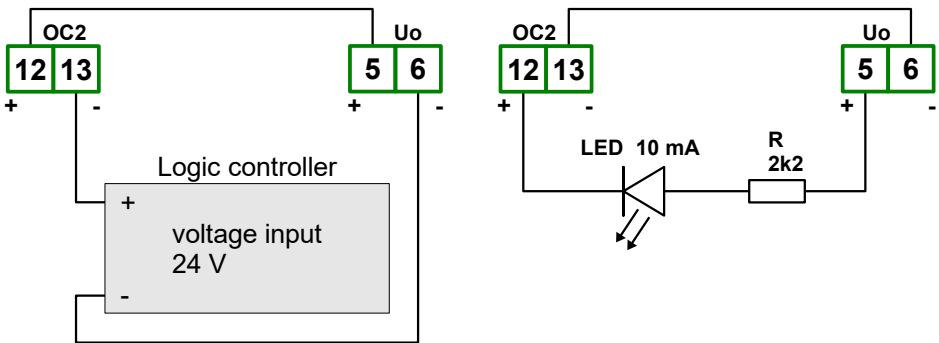 OC2 Uo
12 13 5 6
+ - + -
Logic controller
+
voltage input
24 V
-
OC2 Uo
12 13 5 6
+ - + -
LED 10 mA
R
2k2